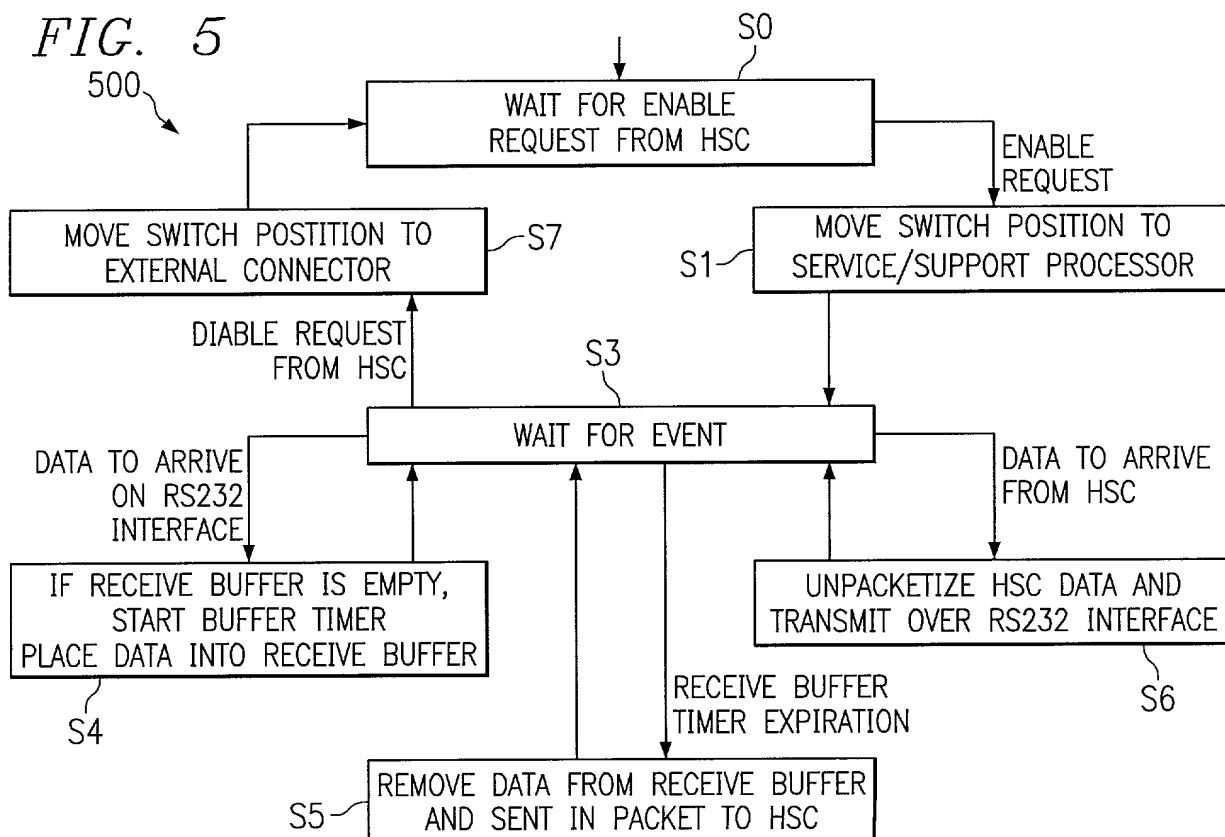 FIG. 5
500
S0
WAIT FOR ENABLE
REQUEST FROM HSC
ENABLE
REQUEST
MOVE SWITCH POSTITION TO
EXTERNAL CONNECTOR
S7
S1
MOVE SWITCH POSITION TO
SERVICE/SUPPORT PROCESSOR
DIABLE REQUEST
FROM HSC
S3
WAIT FOR EVENT
DATA TO ARRIVE
ON RS232
INTERFACE
DATA TO ARRIVE
FROM HSC
IF RECEIVE BUFFER IS EMPTY,
START BUFFER TIMER
PLACE DATA INTO RECEIVE BUFFER
S4
UNPACKETIZE HSC DATA AND
TRANSMIT OVER RS232 INTERFACE
S6
RECEIVE BUFFER
TIMER EXPIRATION
S5
REMOVE DATA FROM RECEIVE BUFFER
AND SENT IN PACKET TO HSC